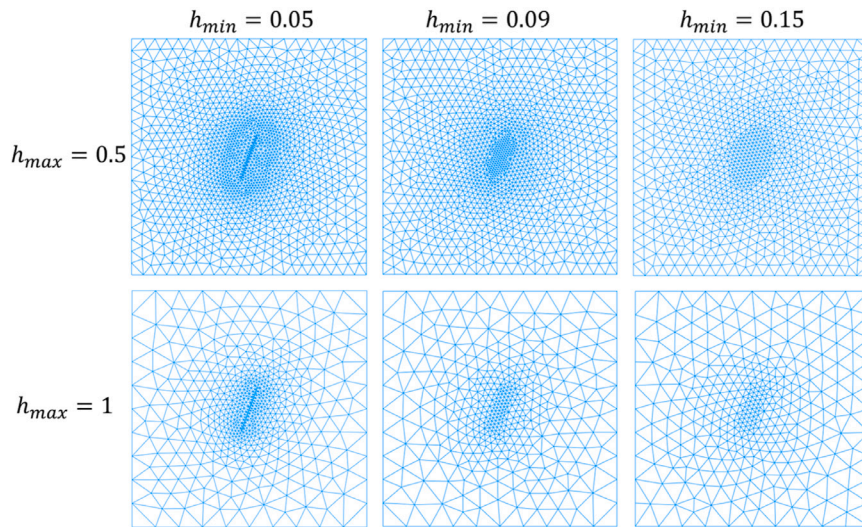 h_min = 0.05
h_min = 0.09
h_min = 0.15
h_max = 0.5
h_max = 1